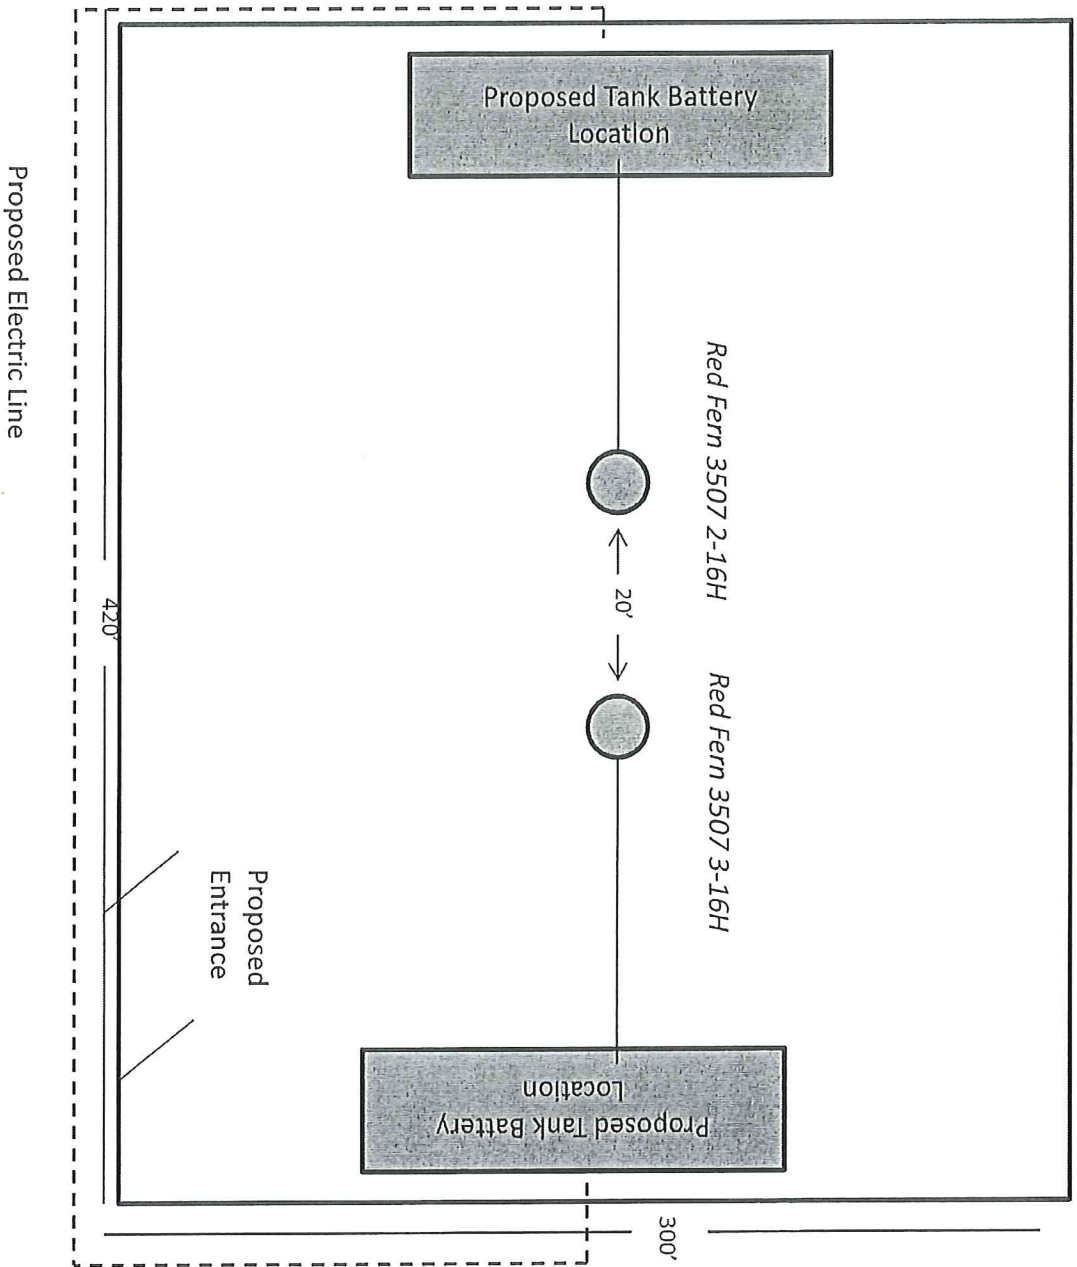 Proposed Tank Battery
Location
Red Fern 3507 2-16H
20'
Red Fern 3507 3-16H
Proposed
Entrance
Proposed Tank Battery
Location
420'
300'
Proposed Electric Line